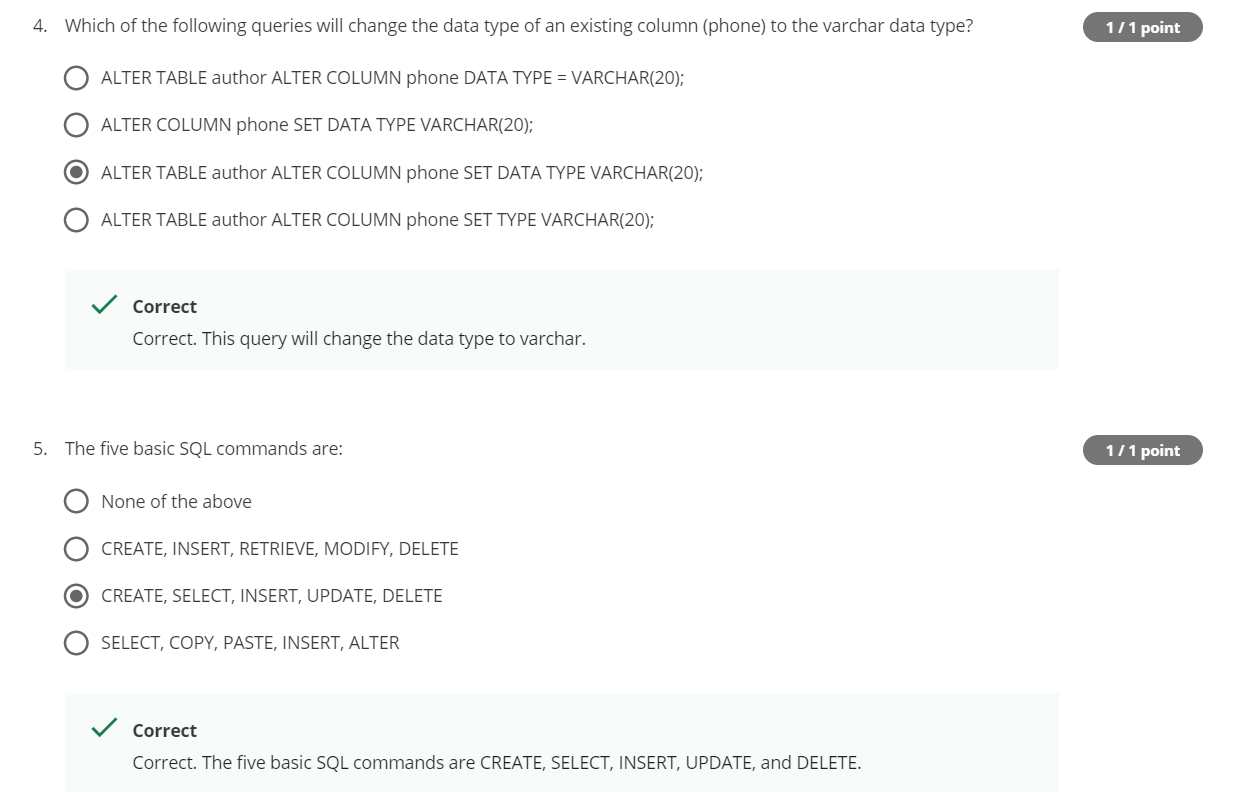 4. Which of the following queries will change the data type of an existing column (phone) to the varchar data type?
1 / 1 point
ALTER TABLE author ALTER COLUMN phone DATA TYPE = VARCHAR(20);
ALTER COLUMN phone SET DATA TYPE VARCHAR(20);
ALTER TABLE author ALTER COLUMN phone SET DATA TYPE VARCHAR(20);
ALTER TABLE author ALTER COLUMN phone SET TYPE VARCHAR(20);
Correct
Correct. This query will change the data type to varchar.
5. The five basic SQL commands are:
1 / 1 point
None of the above
CREATE, INSERT, RETRIEVE, MODIFY, DELETE
CREATE, SELECT, INSERT, UPDATE, DELETE
SELECT, COPY, PASTE, INSERT, ALTER
Correct
Correct. The five basic SQL commands are CREATE, SELECT, INSERT, UPDATE, and DELETE.